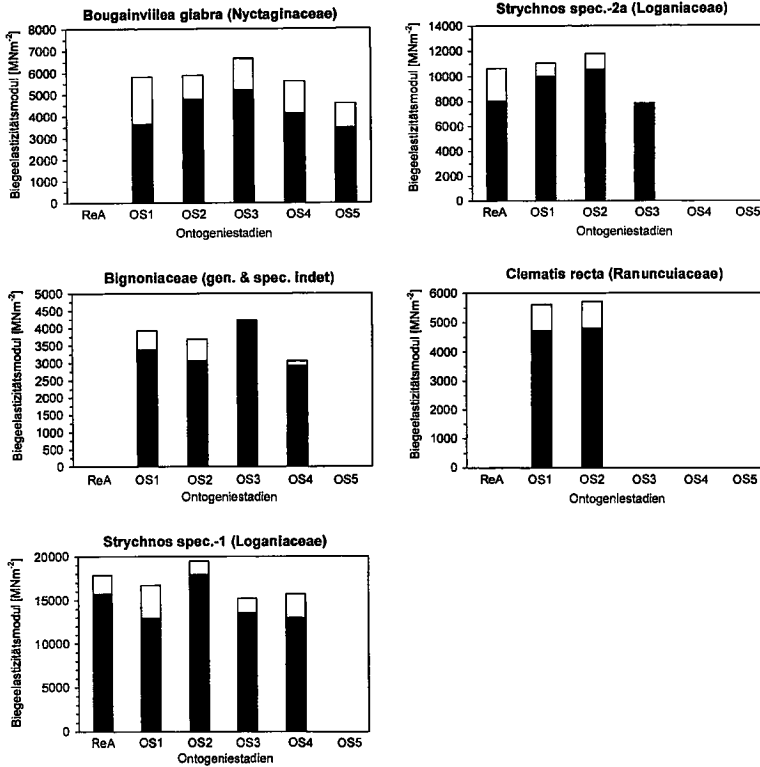 Bougainviilea giabra (Nyctaginaceae)
Biegeelastizitätsmodul [MNm-2]
8000
7000
6000
5000
4000
3000
2000
1000
0
ReA OS1 OS2 OS3 OS4 OS5
Ontogeniestadien
Strychnos spec.-2a (Loganiaceae)
Biegeelastizitätsmodul [MNm-2]
14000
12000
10000
8000
6000
4000
2000
0
ReA OS1 OS2 OS3 OS4 OS5
Ontogeniestadien
Bignoniaceae (gen. & spec. indet)
Biegeelastizitätsmodul [MNm-2]
5000
4500
4000
3500
3000
2500
2000
1500
1000
500
0
ReA OS1 OS2 OS3 OS4 OS5
Ontogeniestadien
Clematis recta (Ranuncuiaceae)
Biegeelastizitätsmodul [MNm-2]
6000
5000
4000
3000
2000
1000
0
ReA OS1 OS2 OS3 OS4 OS5
Ontogeniestadien
Strychnos spec.-1 (Loganiaceae)
Biegeelastizitätsmodul [MNm-2]
20000
15000
10000
5000
0
ReA OS1 OS2 OS3 OS4 OS5
Ontogeniestadien